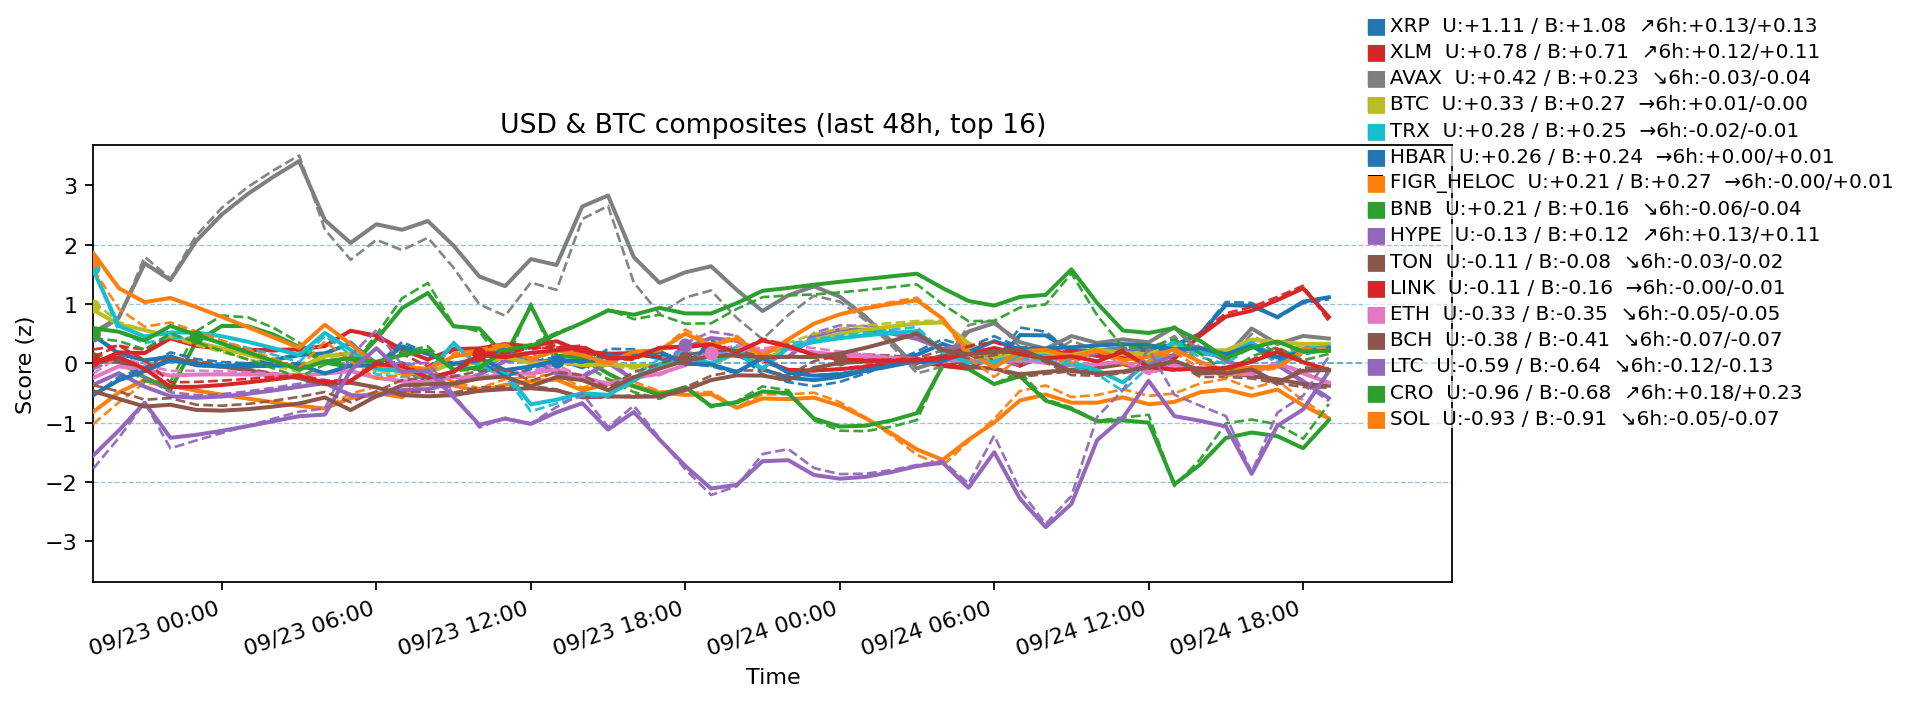 XRP U:+1.11 / B:+1.08 ↗6h:+0.13/+0.13
XLM U:+0.78 / B:+0.71 ↗6h:+0.12/+0.11
AVAX U:+0.42 / B:+0.23 ↘6h:-0.03/-0.04
BTC U:+0.33 / B:+0.27 →6h:+0.01/-0.00
TRX U:+0.28 / B:+0.25 →6h:-0.02/-0.01
HBAR U:+0.26 / B:+0.24 →6h:+0.00/+0.01
FIGR_HELOC U:+0.21 / B:+0.27 →6h:-0.00/+0.01
BNB U:+0.21 / B:+0.16 ↘6h:-0.06/-0.04
HYPE U:-0.13 / B:+0.12 ↗6h:+0.13/+0.11
TON U:-0.11 / B:-0.08 ↘6h:-0.03/-0.02
LINK U:-0.11 / B:-0.16 →6h:-0.00/-0.01
ETH U:-0.33 / B:-0.35 ↘6h:-0.05/-0.05
BCH U:-0.38 / B:-0.41 ↘6h:-0.07/-0.07
LTC U:-0.59 / B:-0.64 ↘6h:-0.12/-0.13
CRO U:-0.96 / B:-0.68 ↗6h:+0.18/+0.23
SOL U:-0.93 / B:-0.91 ↘6h:-0.05/-0.07
USD & BTC composites (last 48h, top 16)
Score (z)
3
2
1
0
−1
−2
−3
09/23 00:00
09/23 06:00
09/23 12:00
09/23 18:00
09/24 00:00
09/24 06:00
09/24 12:00
09/24 18:00
Time